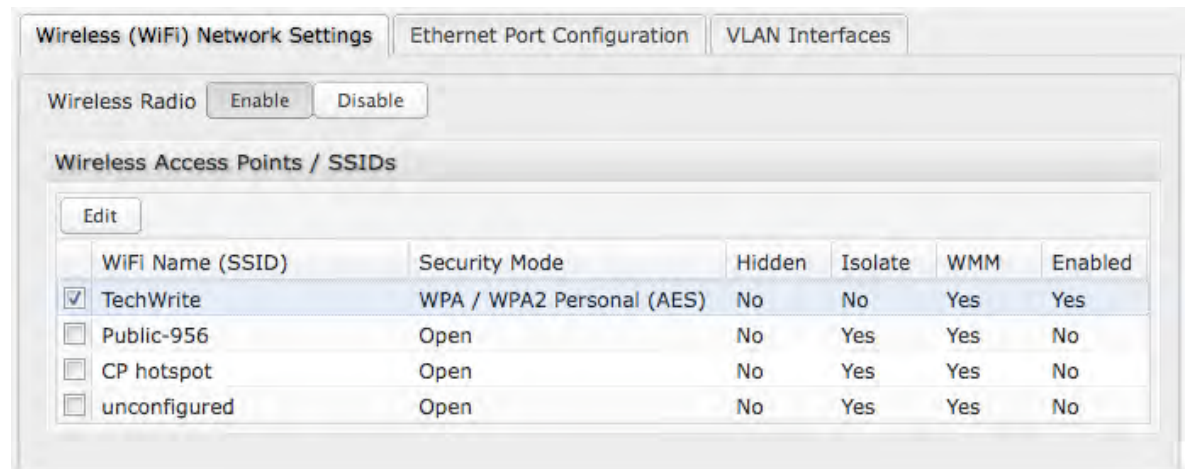 Wireless (WiFi) Network Settings Ethernet Port Configuration VLAN Interfaces
Wireless Radio Enable Disable
Wireless Access Points / SSIDs
Edit
WiFi Name (SSID) Security Mode Hidden Isolate WMM Enabled
TechWrite WPA / WPA2 Personal (AES) No No Yes Yes
Public-956 Open No Yes Yes No
CP hotspot Open No Yes Yes No
unconfigured Open No Yes Yes No